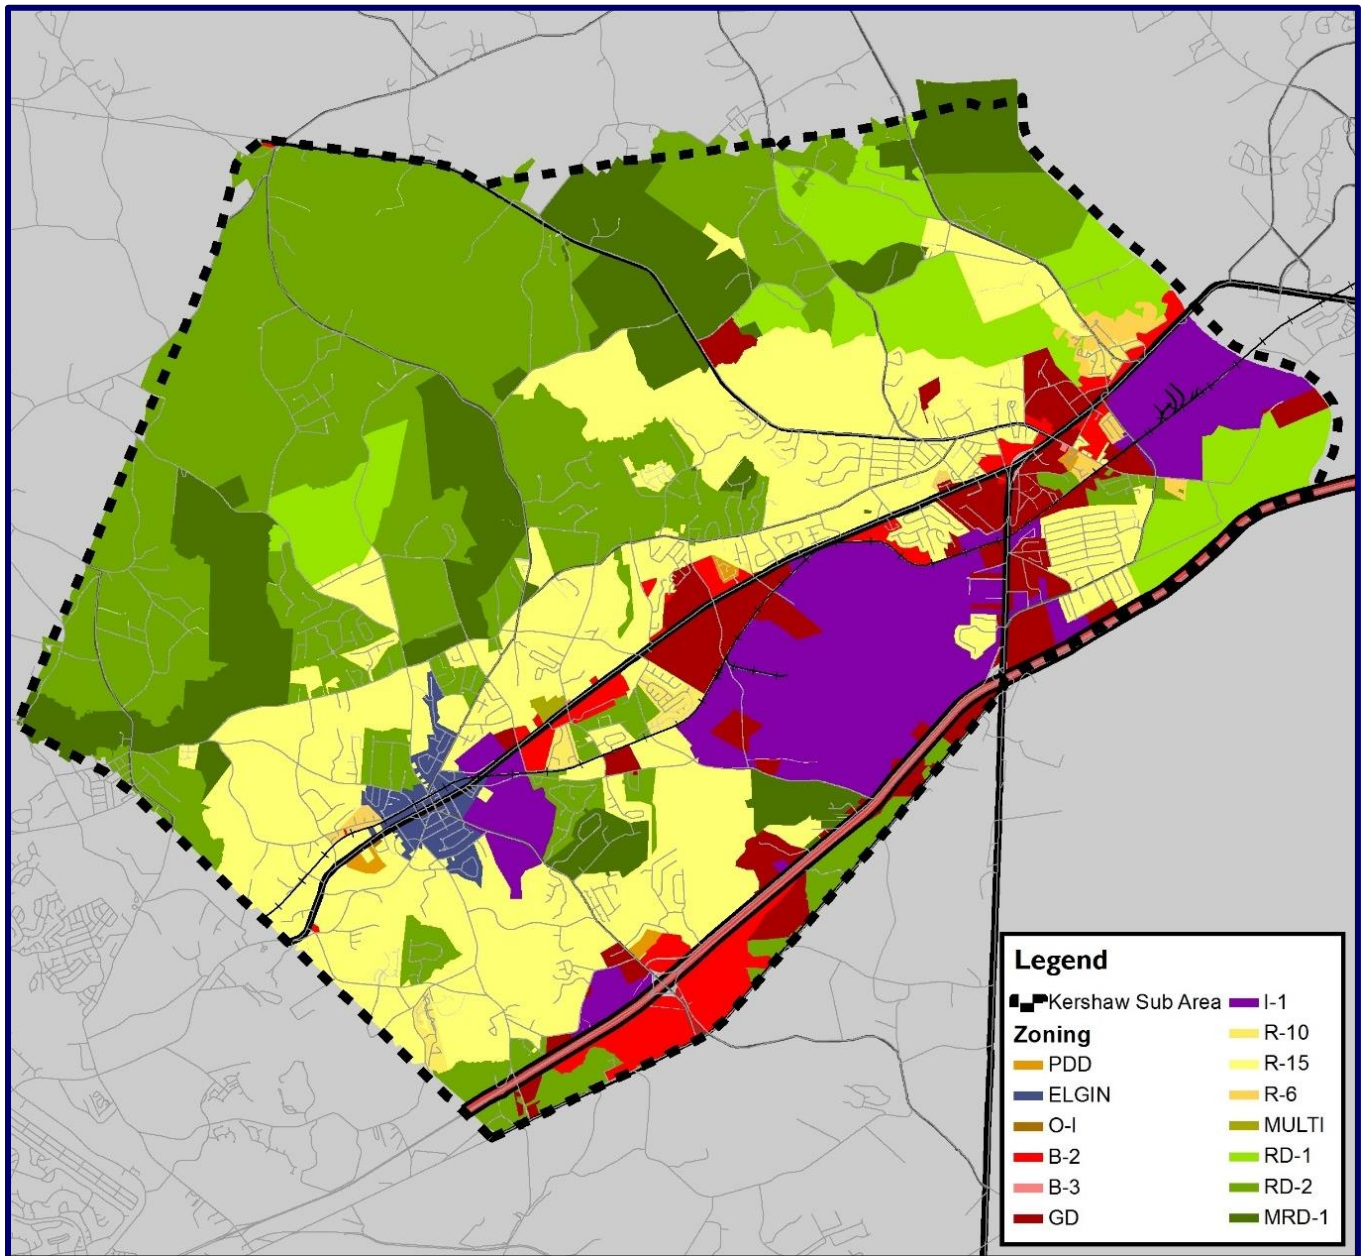 Legend
Kershaw Sub Area
Zoning
PDD
ELGIN
O-I
B-2
B-3
GD
I-1
R-10
R-15
R-6
MULTI
RD-1
RD-2
MRD-1